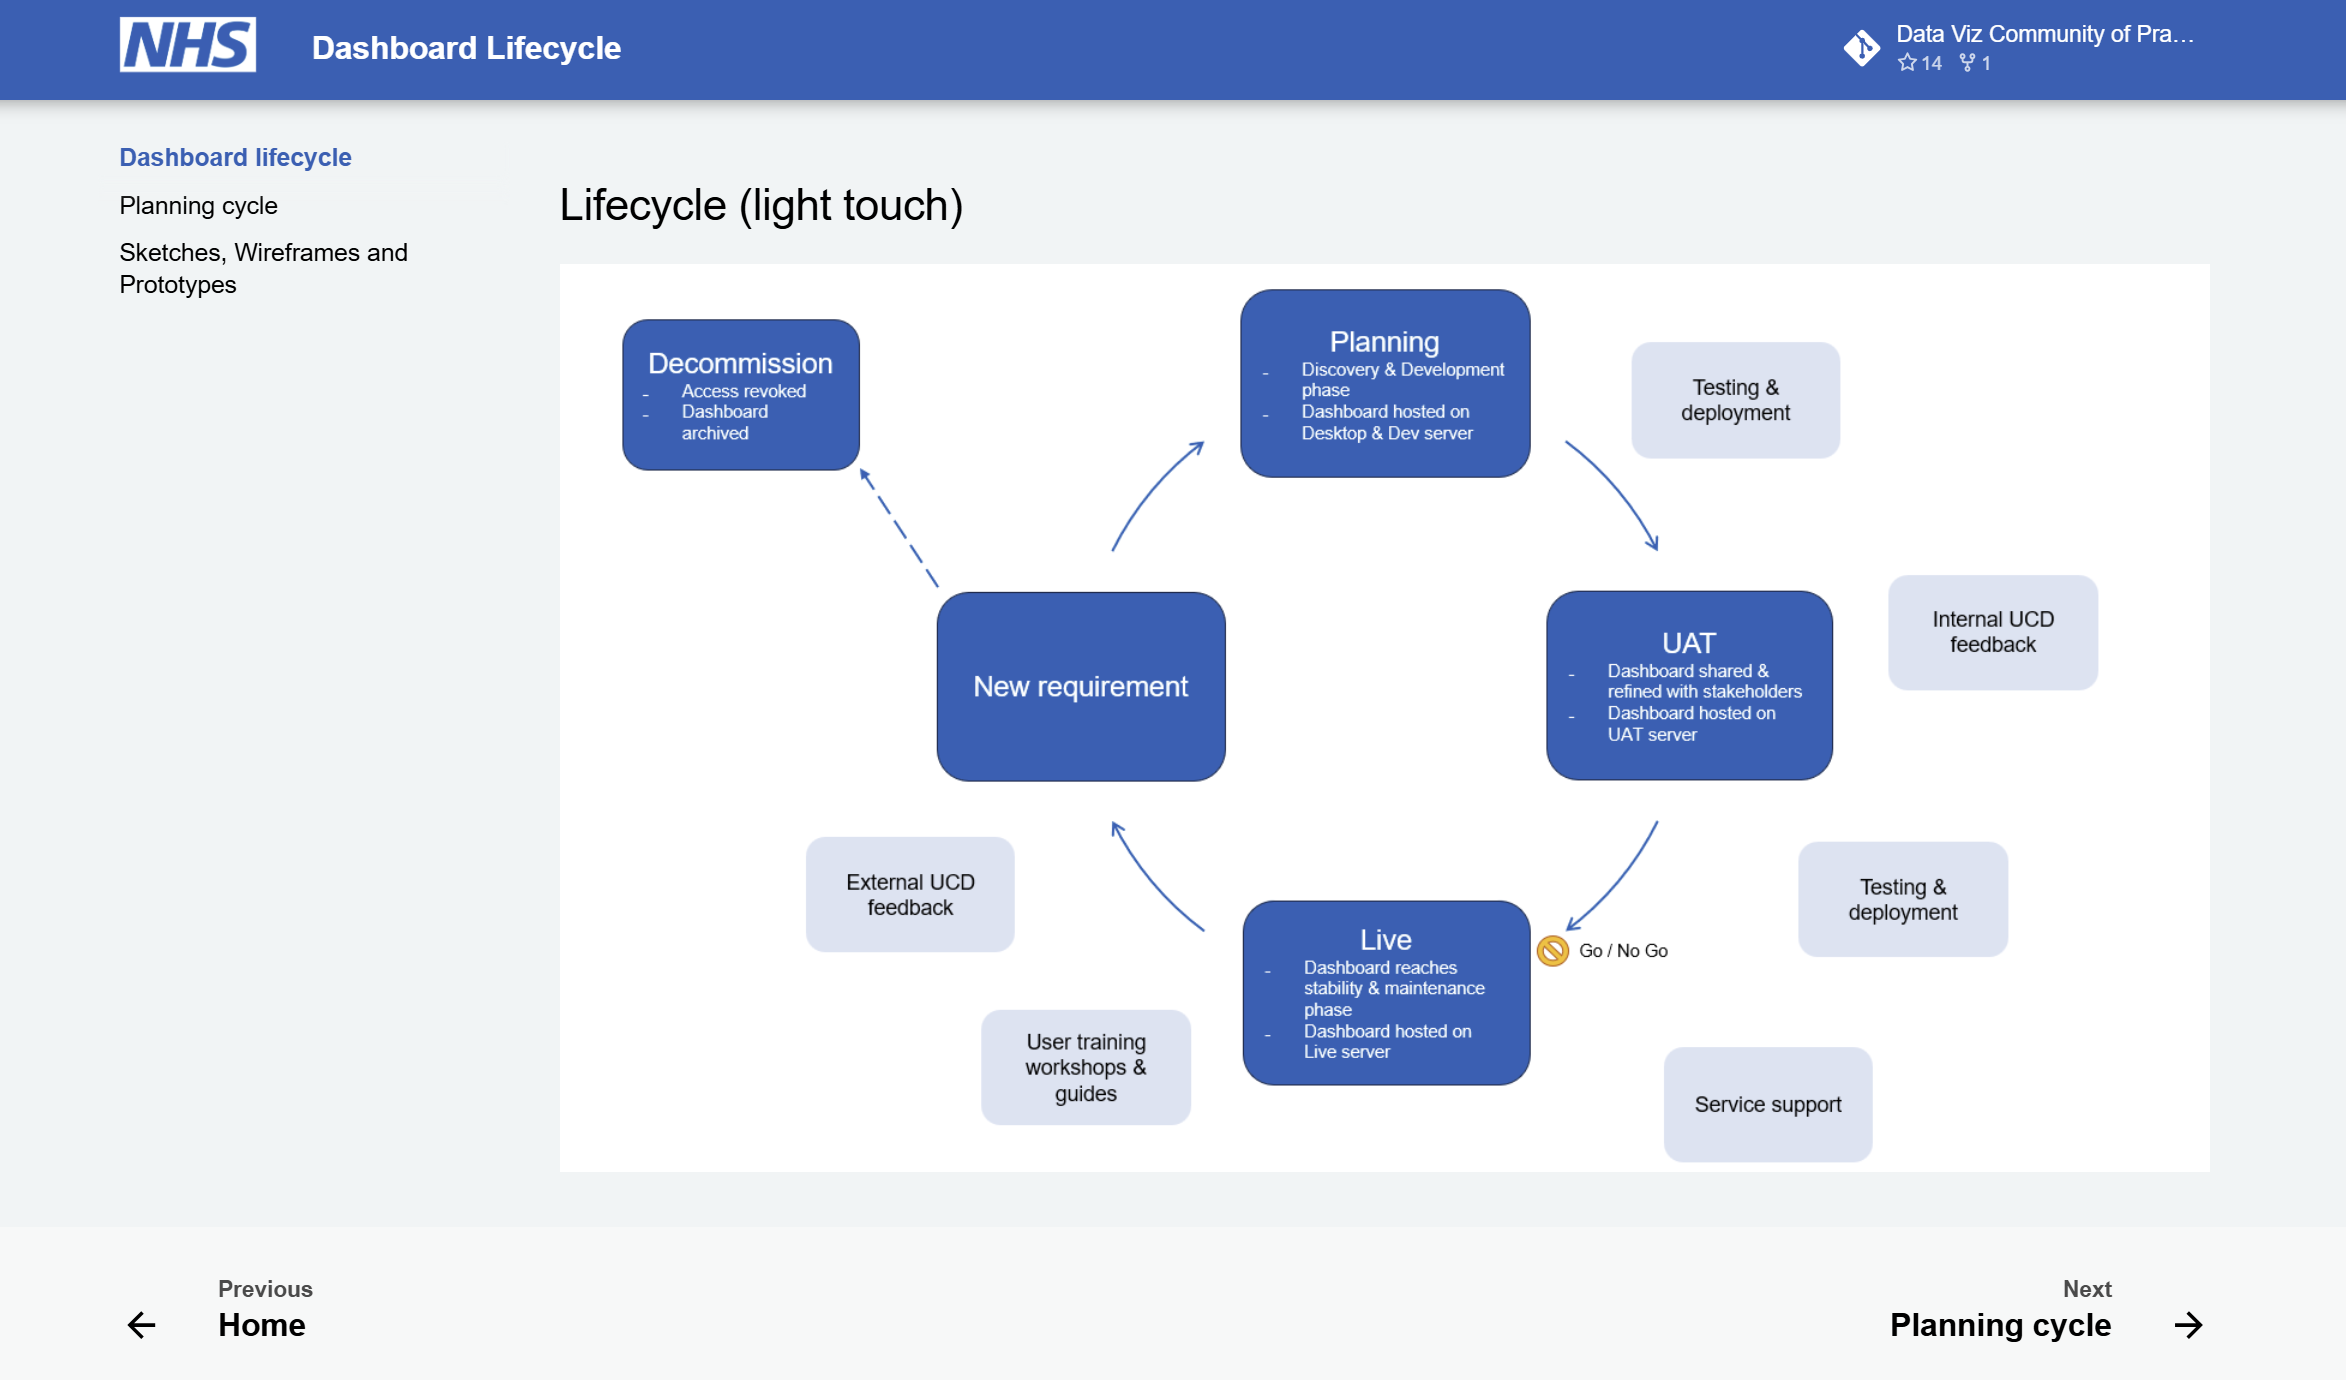 NHS
Dashboard Lifecycle
Data Viz Community of Pra...
14 1
Dashboard lifecycle
Planning cycle
Sketches, Wireframes and
Prototypes
Lifecycle (light touch)
Decommission
- Access revoked
- Dashboard
archived
Planning
- Discovery & Development
phase
- Dashboard hosted on
Desktop & Dev server
Testing &
deployment
New requirement
UAT
- Dashboard shared &
refined with stakeholders
- Dashboard hosted on
UAT server
Internal UCD
feedback
External UCD
feedback
Live
- Dashboard reaches
stability & maintenance
phase
- Dashboard hosted on
Live server
Go / No Go
Testing &
deployment
User training
workshops &
guides
Service support
Previous
Home
Next
Planning cycle